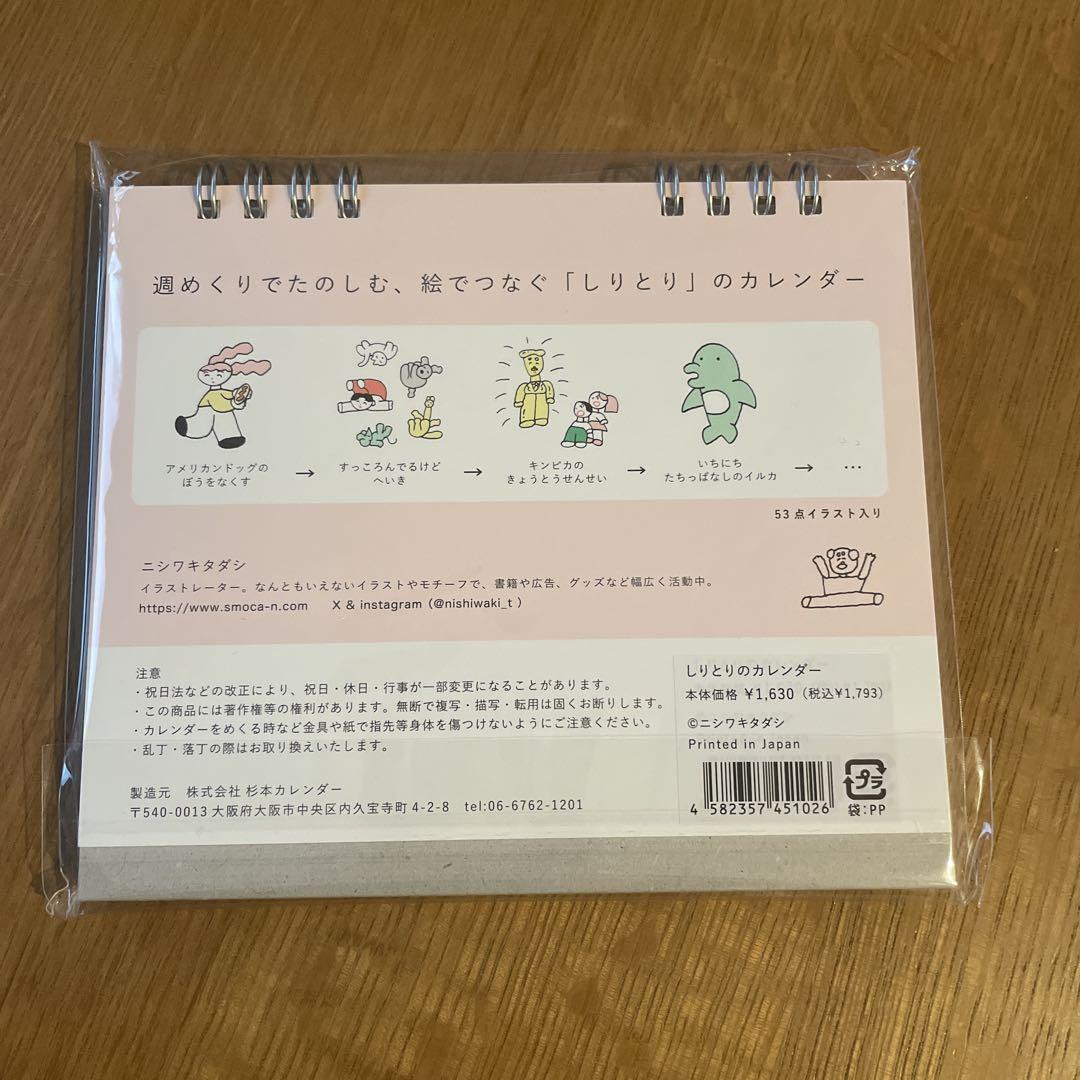 週めくりでたのしむ、絵でつなぐ「しりとり」のカレンダー
アメリカンドッグの
ぼうをなくす
→
すっころんでるけど
へいき
→
キンピカの
きょうとうせんせい
→
いちにち
たちっぱなしのイルカ
→
…
53点イラスト入り
ニシワキタダシ
イラストレーター。なんともいえないイラストやモチーフで、書籍や広告、グッズなど幅広く活動中。
https://www.smoca-n.com X & instagram（@nishiwaki_t ）
注意
・祝日法などの改正により、祝日・休日・行事が一部変更になることがあります。
・この商品には著作権等の権利があります。無断で複写・描写・転用は固くお断りします。
・カレンダーをめくる時など金具や紙で指先等身体を傷つけないようにご注意ください。
・乱丁・落丁の際はお取り換えいたします。
製造元 株式会社 杉本カレンダー
〒540-0013 大阪府大阪市中央区内久宝寺町 4-2-8 tel:06-6762-1201
しりとりのカレンダー
本体価格 ¥1,630（税込¥1,793）
©ニシワキタダシ
Printed in Japan
4 582357 451026
プラ
袋:PP